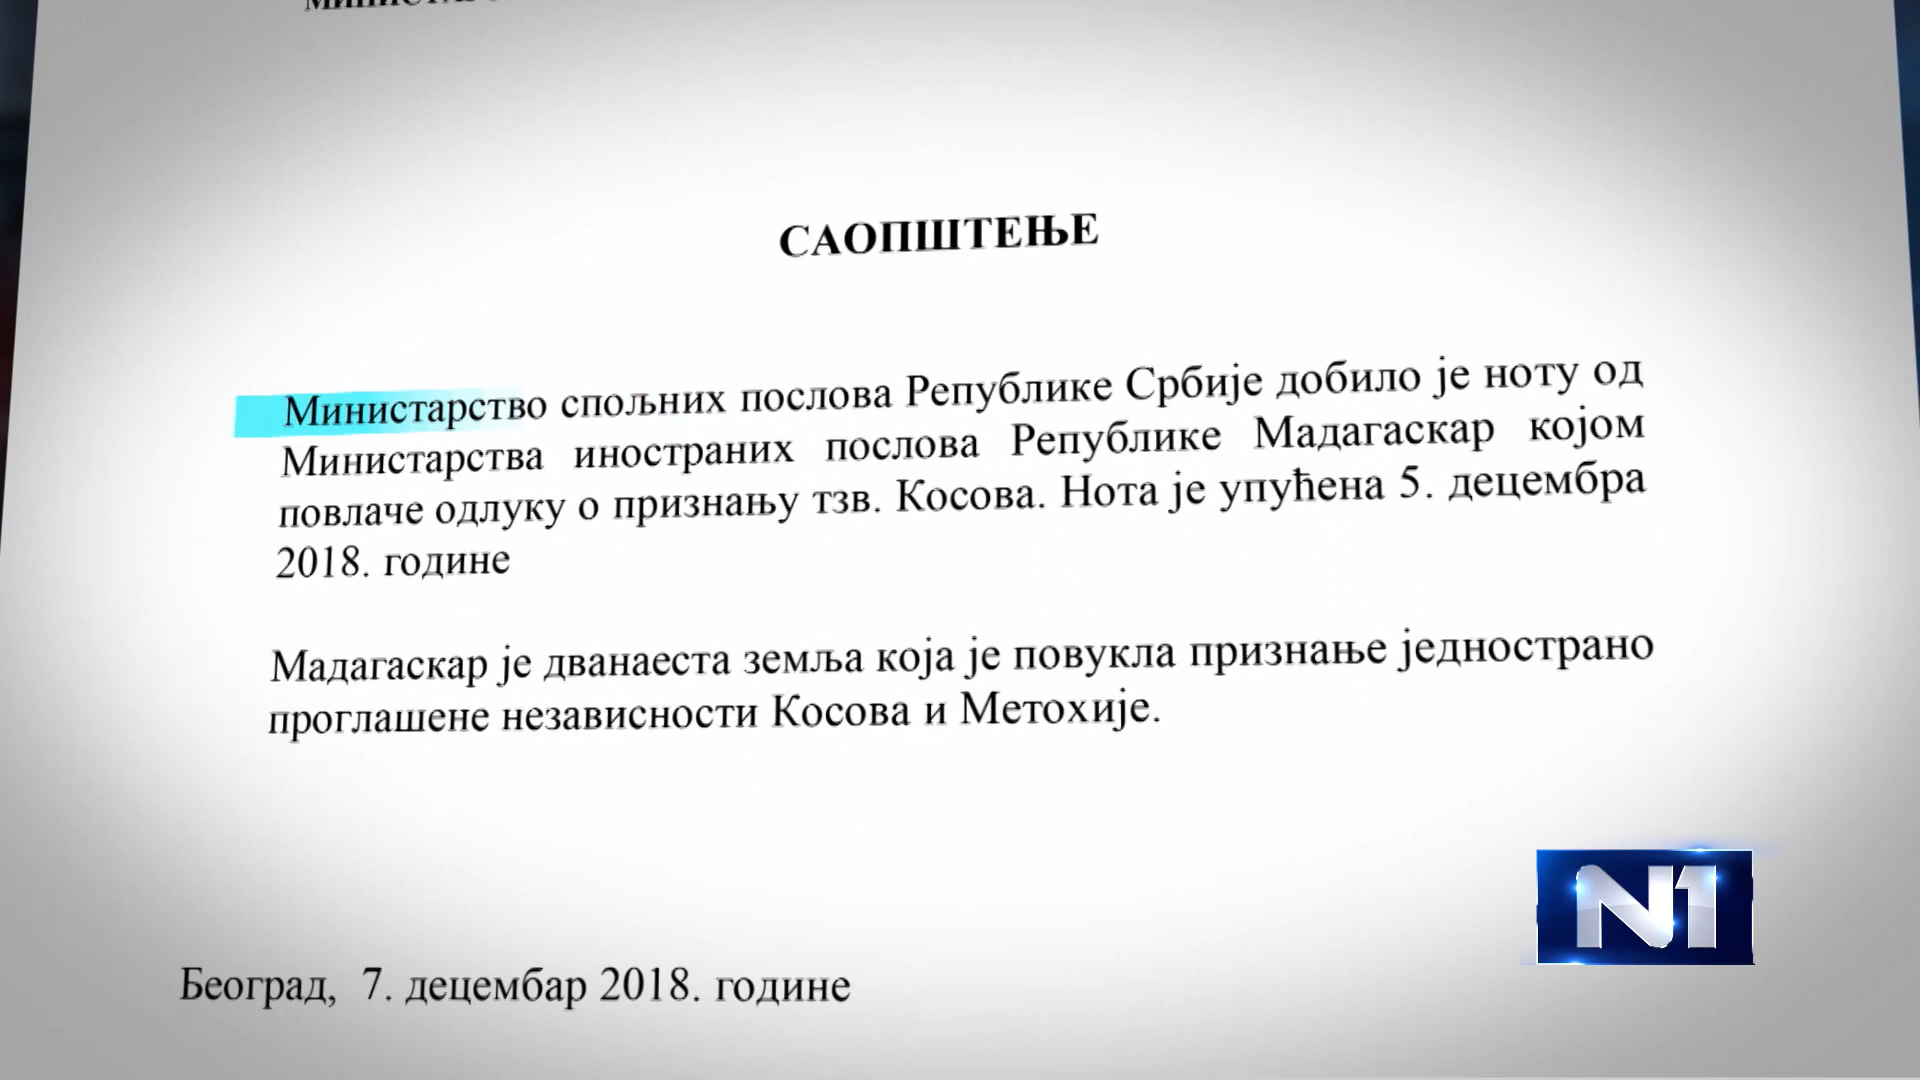 САОПШТЕЊЕ
Министарство спољних послова Републике Србије добило је ноту од
Министарства иностраних послова Републике Мадагаскар којом
повлаче одлуку о признању тзв. Косова. Нота је упућена 5. децембра
2018. године
Мадагаскар је дванаеста земља која је повукла признање једнострано
проглашене независности Косова и Метохије.
N1
Београд, 7. децембар 2018. године